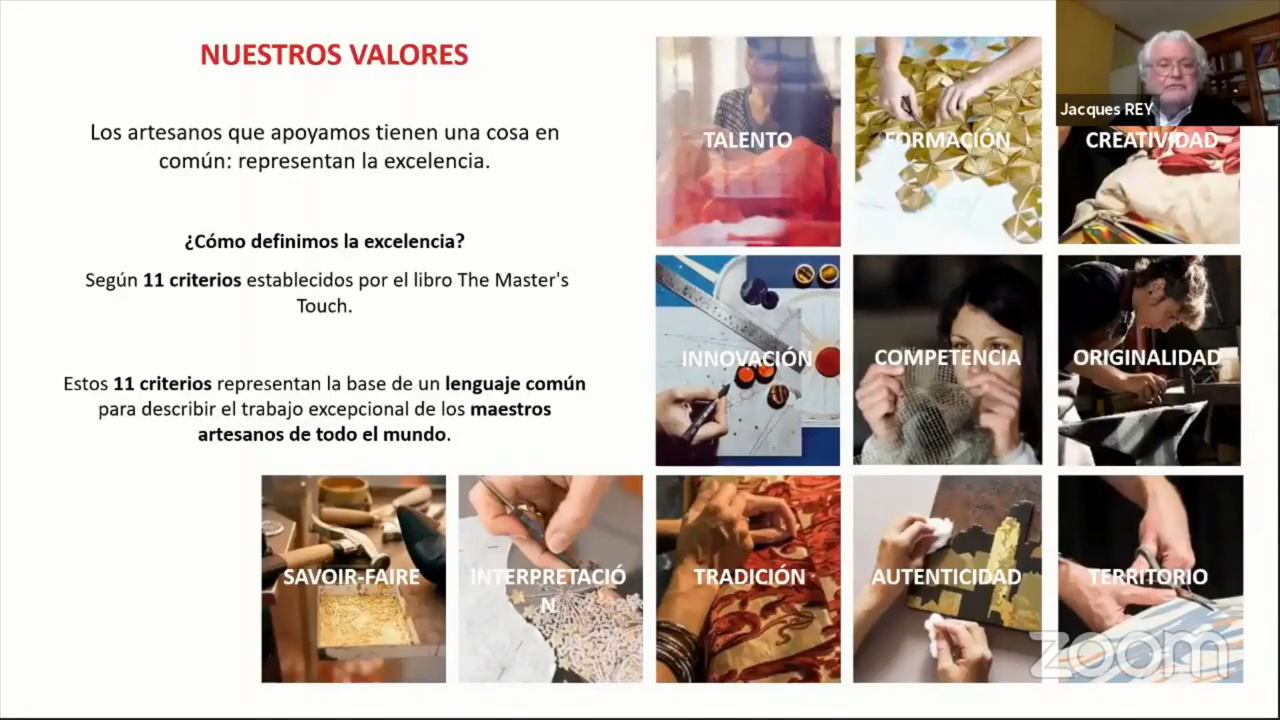 NUESTROS VALORES
Los artesanos que apoyamos tienen una cosa en
común: representan la excelencia.
¿Cómo definimos la excelencia?
Según 11 criterios establecidos por el libro The Master's
Touch.
Estos 11 criterios representan la base de un lenguaje común
para describir el trabajo excepcional de los maestros
artesanos de todo el mundo.
TALENTO
FORMACIÓN
Jacques REY
CREATIVIDAD
INNOVACIÓN
COMPETENCIA
ORIGINALIDAD
SAVOIR-FAIRE
INTERPRETACIÓ
N
TRADICIÓN
AUTENTICIDAD
TERRITORIO
zoom